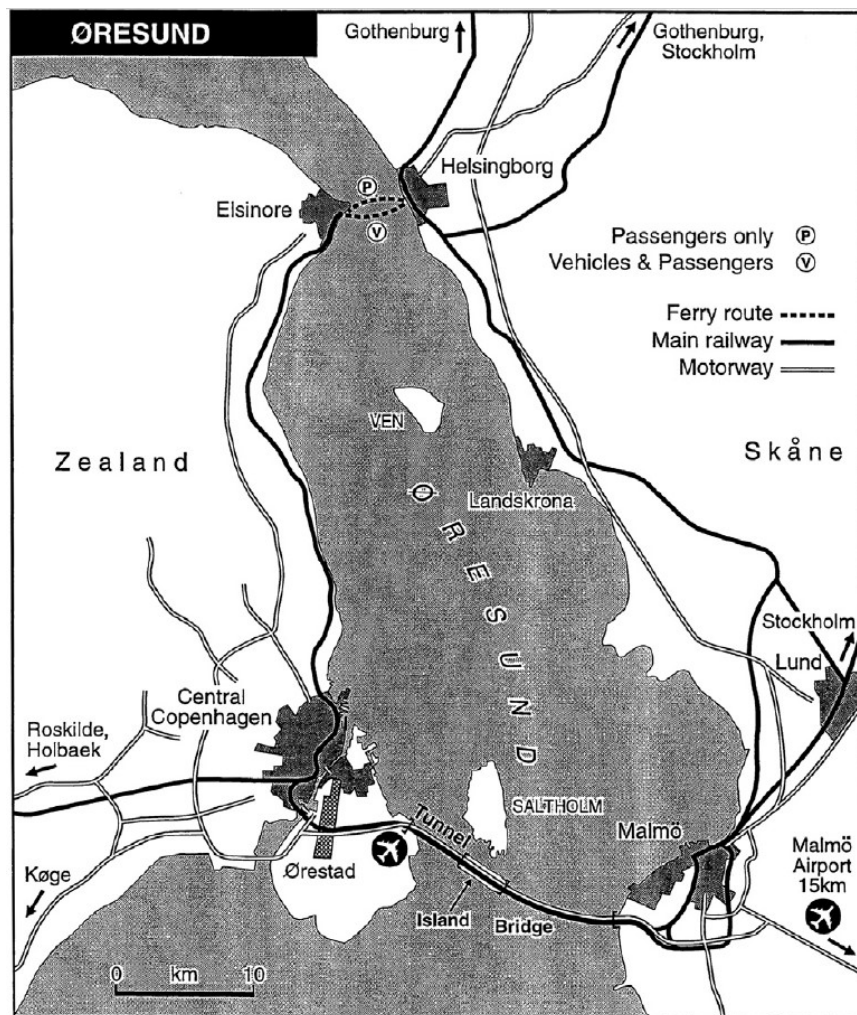 ØRESUND
Gothenburg
Gothenburg,
Stockholm
Helsingborg
P
Elsinore
V
Passengers only P
Vehicles & Passengers V
Ferry route
Main railway
Motorway
VEN
Zealand
Skåne
Landskrona
ØRESUND
Stockholm
Lund
Central
Copenhagen
Roskilde,
Holbaek
SALTHOLM
Tunnel
Malmö
Malmö
Airport
15km
Ørestad
Køge
Island
Bridge
0 km 10